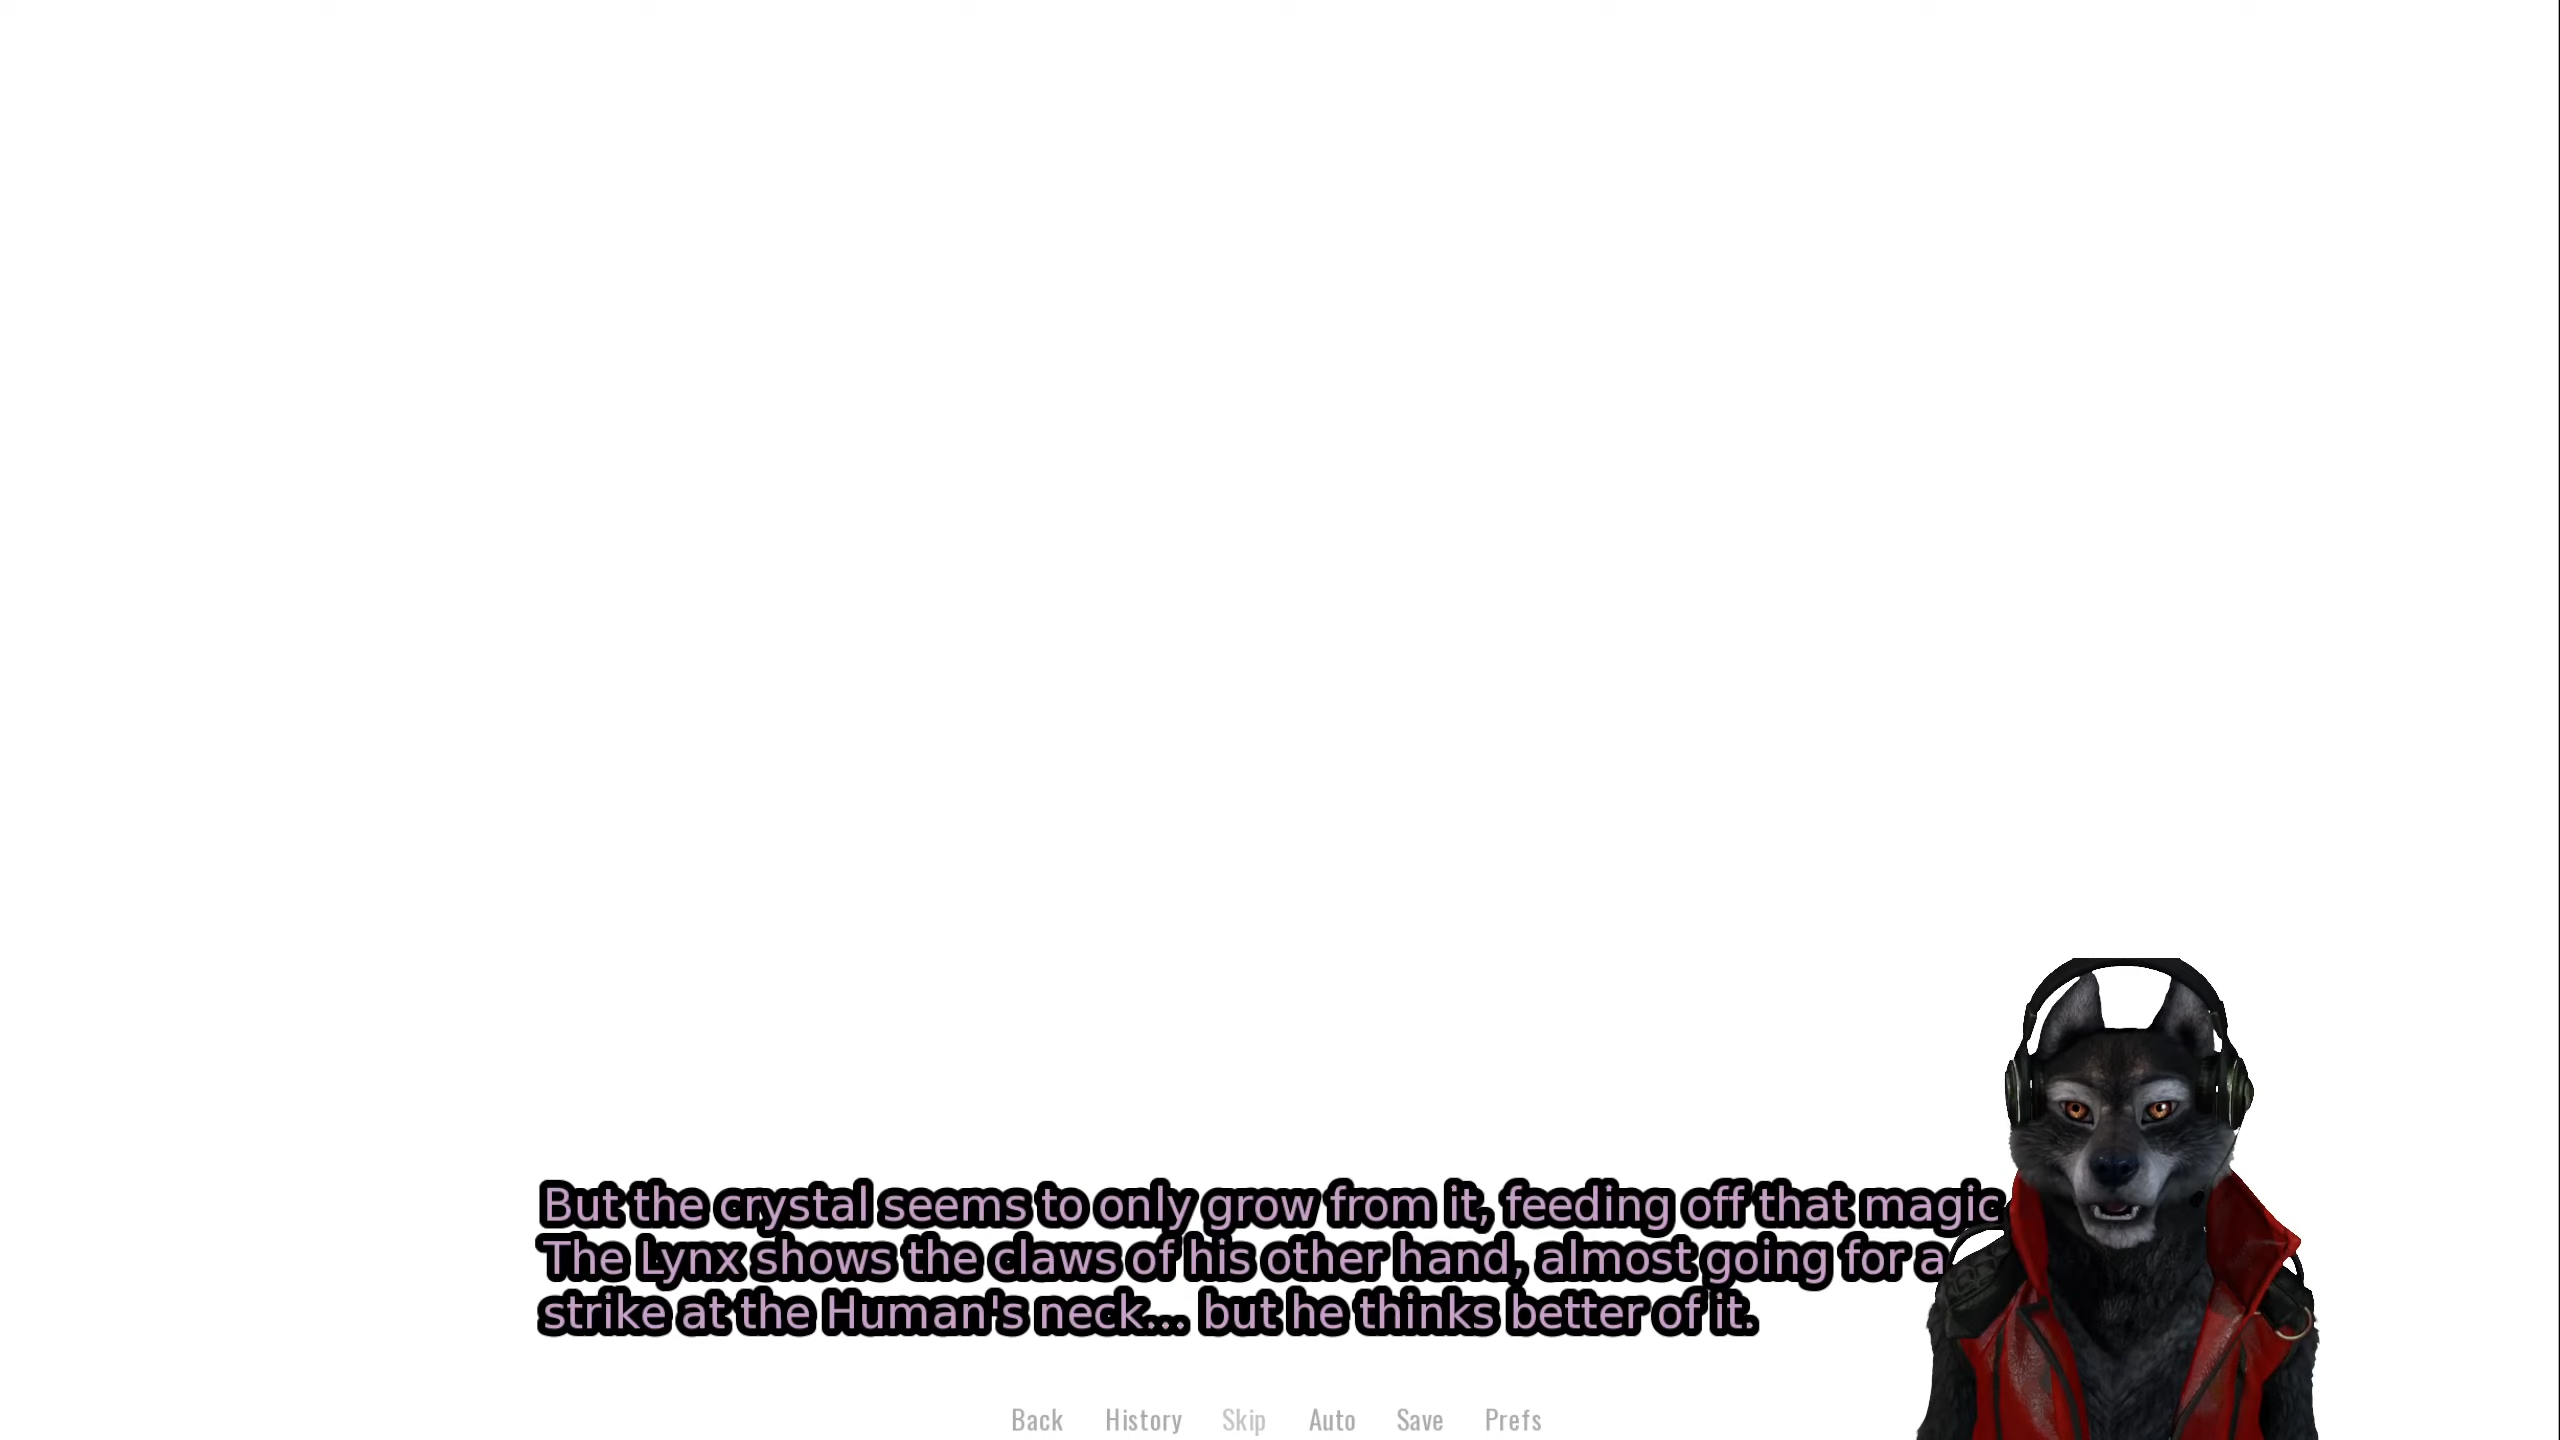 But the crystal seems to only grow from it, feeding off that magic
The Lynx shows the claws of his other hand, almost going for a
strike at the Human's neck... but he thinks better of it.
Back History Skip Auto Save Prefs